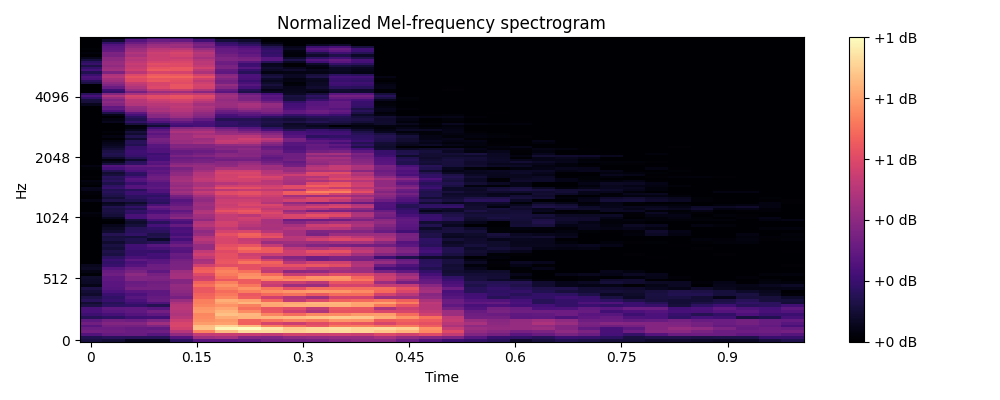 Normalized Mel-frequency spectrogram
Hz
4096
2048
1024
512
0
0 0.15 0.3 0.45 0.6 0.75 0.9
Time
+1 dB
+1 dB
+1 dB
+0 dB
+0 dB
+0 dB